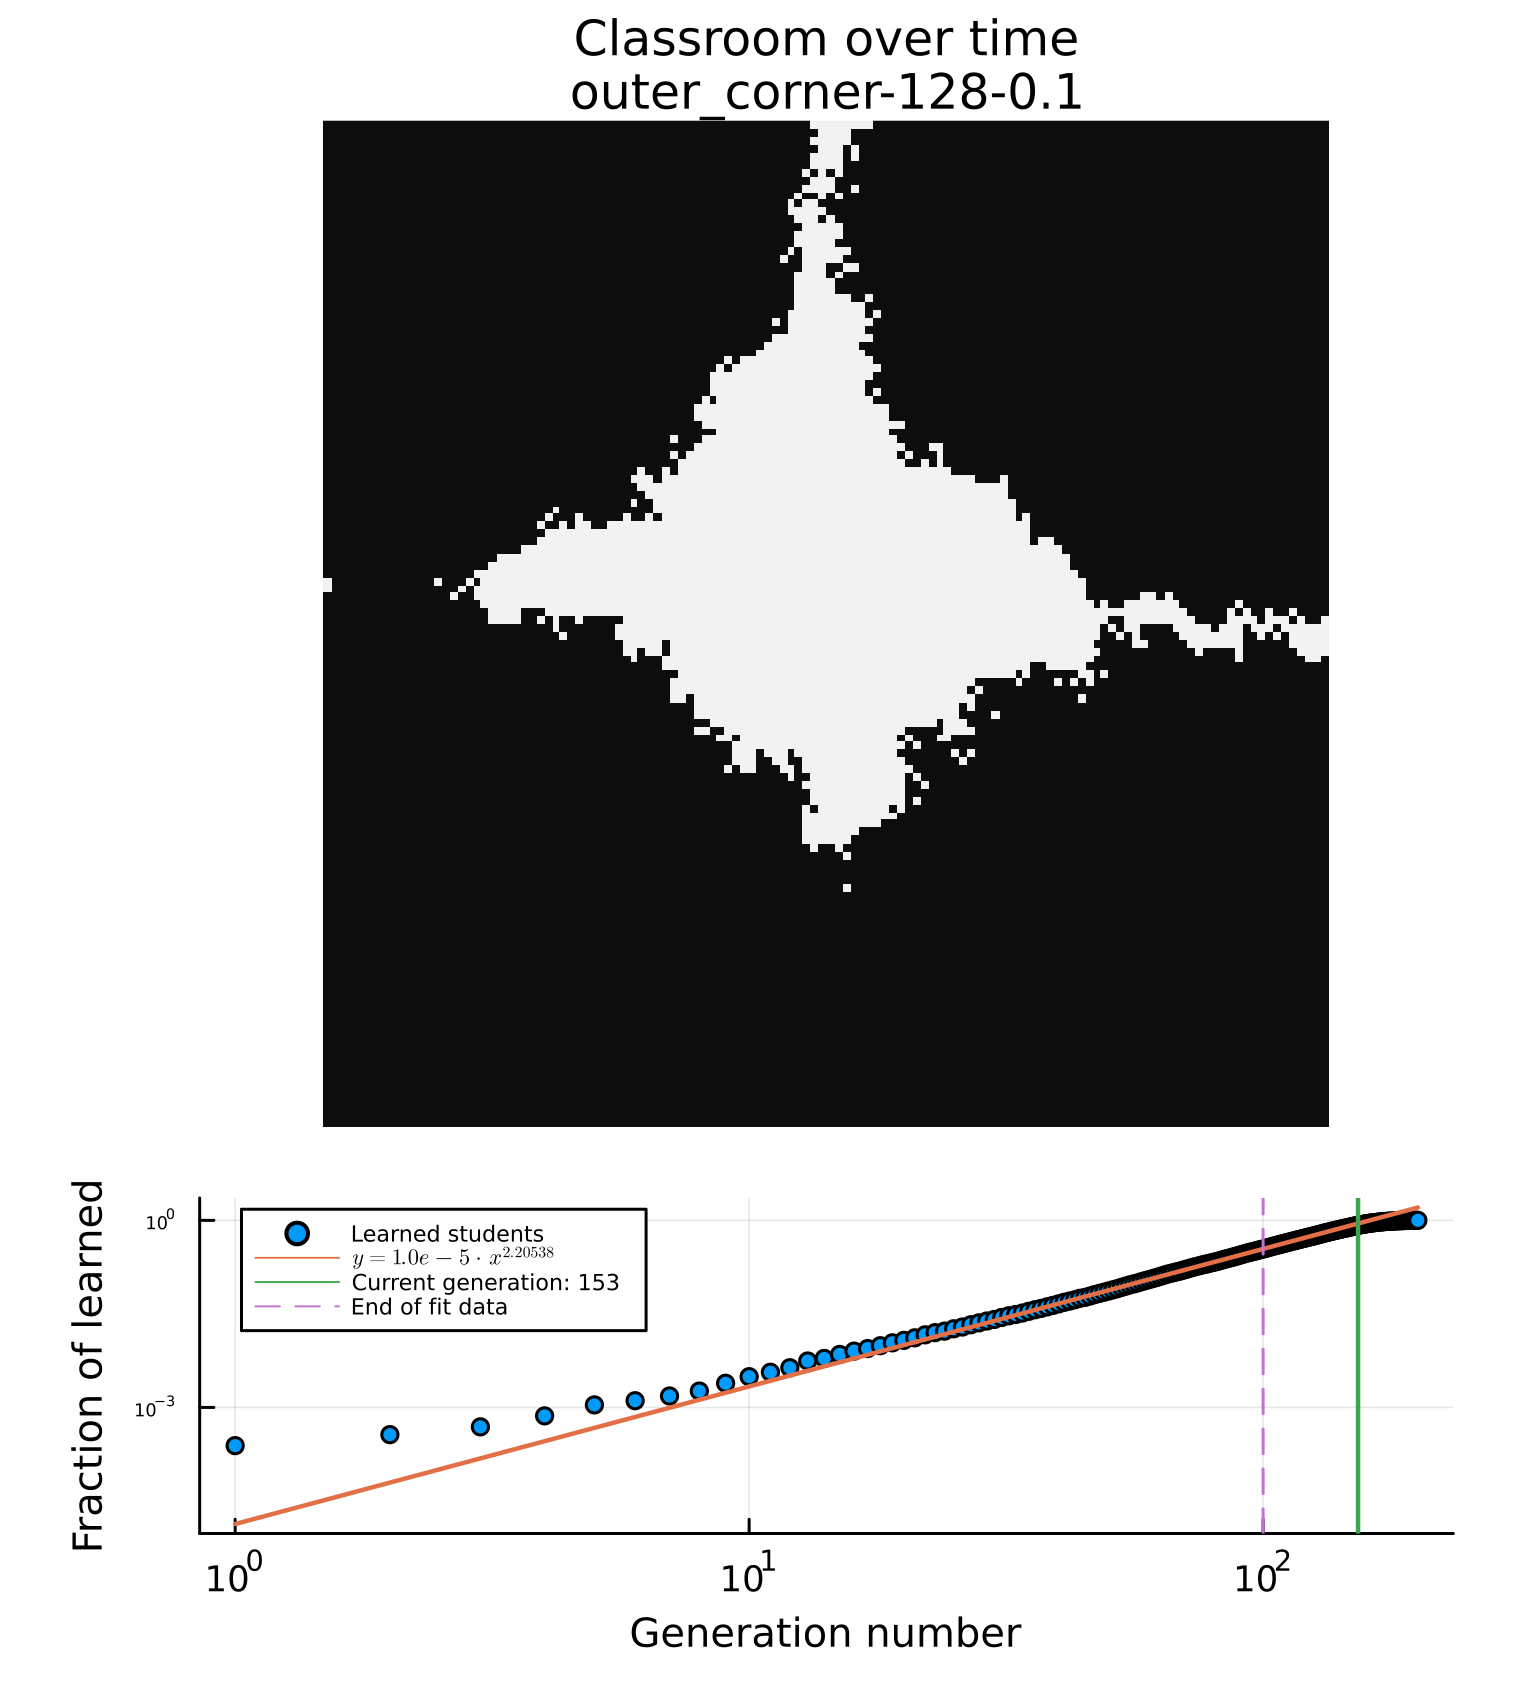 Classroom over time
outer_corner-128-0.1
Fraction of learned
10^0
10^-3
Learned students
y = 1.0e − 5 · x^2.20538
Current generation: 153
End of fit data
10^0
10^1
10^2
Generation number